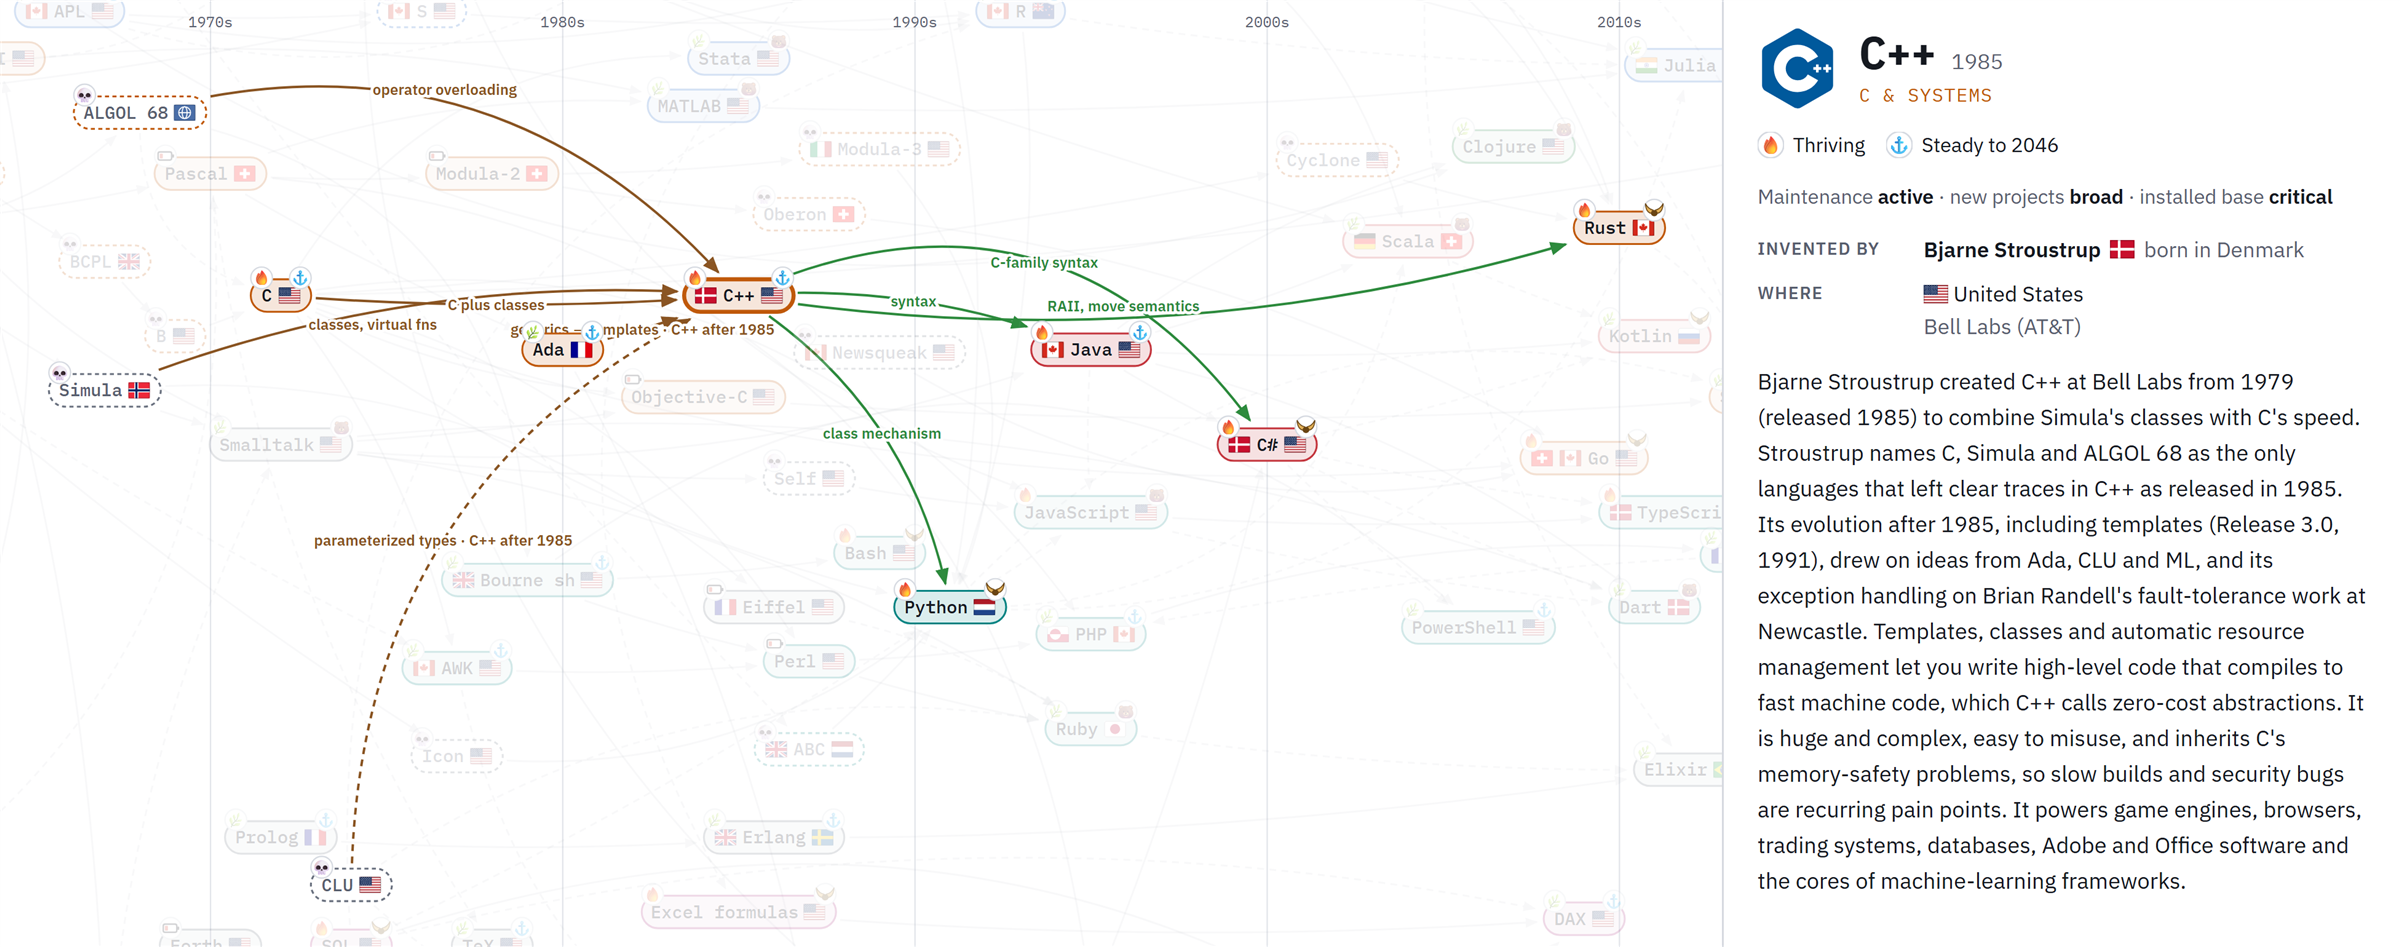 1970s
1980s
1990s
2000s
2010s
APL
S
R
Stata
Julia
operator overloading
ALGOL 68
MATLAB
Modula-3
Clojure
Cyclone
Pascal
Modula-2
Oberon
Rust
Scala
BCPL
C-family syntax
C
C plus classes
C++
syntax
RAII, move semantics
classes, virtual fns
mplates · C++ after 1985
B
Kotlin
Ada
Newsqueak
Java
Simula
Objective-C
class mechanism
Smalltalk
C#
Go
Self
JavaScript
TypeScri
parameterized types · C++ after 1985
Bash
Bourne sh
Eiffel
Python
Dart
PHP
PowerShell
AWK
Perl
Ruby
Icon
ABC
Elixir
Prolog
Erlang
CLU
Excel formulas
DAX
Forth
SQL
TeX
C++ 1985
C & SYSTEMS
Thriving Steady to 2046
Maintenance active · new projects broad · installed base critical
INVENTED BY Bjarne Stroustrup born in Denmark
WHERE United States
Bell Labs (AT&T)
Bjarne Stroustrup created C++ at Bell Labs from 1979
(released 1985) to combine Simula's classes with C's speed.
Stroustrup names C, Simula and ALGOL 68 as the only
languages that left clear traces in C++ as released in 1985.
Its evolution after 1985, including templates (Release 3.0,
1991), drew on ideas from Ada, CLU and ML, and its
exception handling on Brian Randell's fault-tolerance work at
Newcastle. Templates, classes and automatic resource
management let you write high-level code that compiles to
fast machine code, which C++ calls zero-cost abstractions. It
is huge and complex, easy to misuse, and inherits C's
memory-safety problems, so slow builds and security bugs
are recurring pain points. It powers game engines, browsers,
trading systems, databases, Adobe and Office software and
the cores of machine-learning frameworks.